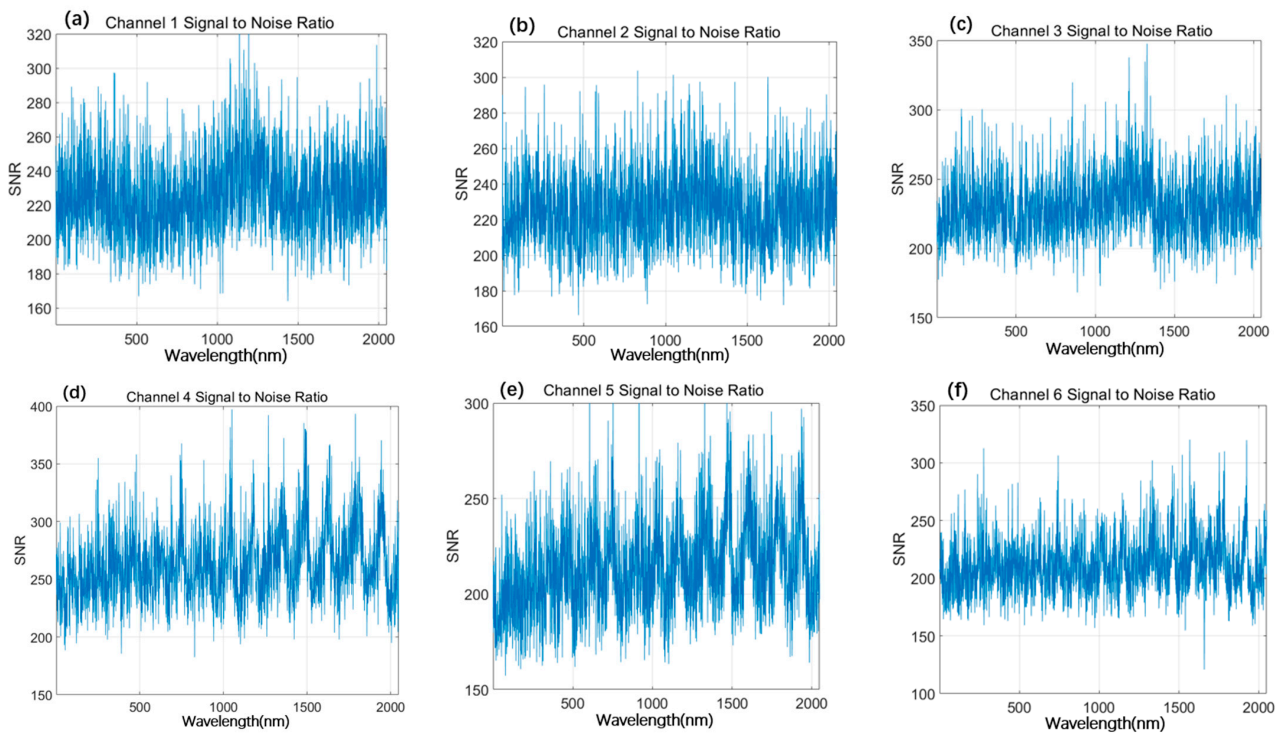 (a) Channel 1 Signal to Noise Ratio
320
300
280
260
240
220
200
180
160
SNR
500 1000 1500 2000
Wavelength(nm)
(b) Channel 2 Signal to Noise Ratio
320
300
280
260
240
220
200
180
160
SNR
500 1000 1500 2000
Wavelength(nm)
(c) Channel 3 Signal to Noise Ratio
350
300
250
200
150
SNR
500 1000 1500 2000
Wavelength(nm)
(d) Channel 4 Signal to Noise Ratio
400
350
300
250
200
150
SNR
500 1000 1500 2000
Wavelength(nm)
(e) Channel 5 Signal to Noise Ratio
300
250
200
150
SNR
500 1000 1500 2000
Wavelength(nm)
(f) Channel 6 Signal to Noise Ratio
350
300
250
200
150
100
SNR
500 1000 1500 2000
Wavelength(nm)